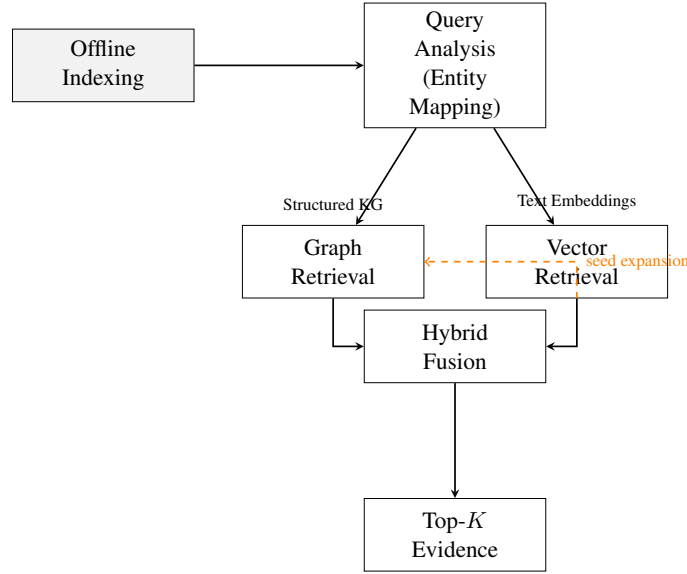 Offline
Indexing
Query
Analysis
(Entity
Mapping)
Structured KG
Text Embeddings
Graph
Retrieval
Vector
Retrieval
seed expansion
Hybrid
Fusion
Top-K
Evidence